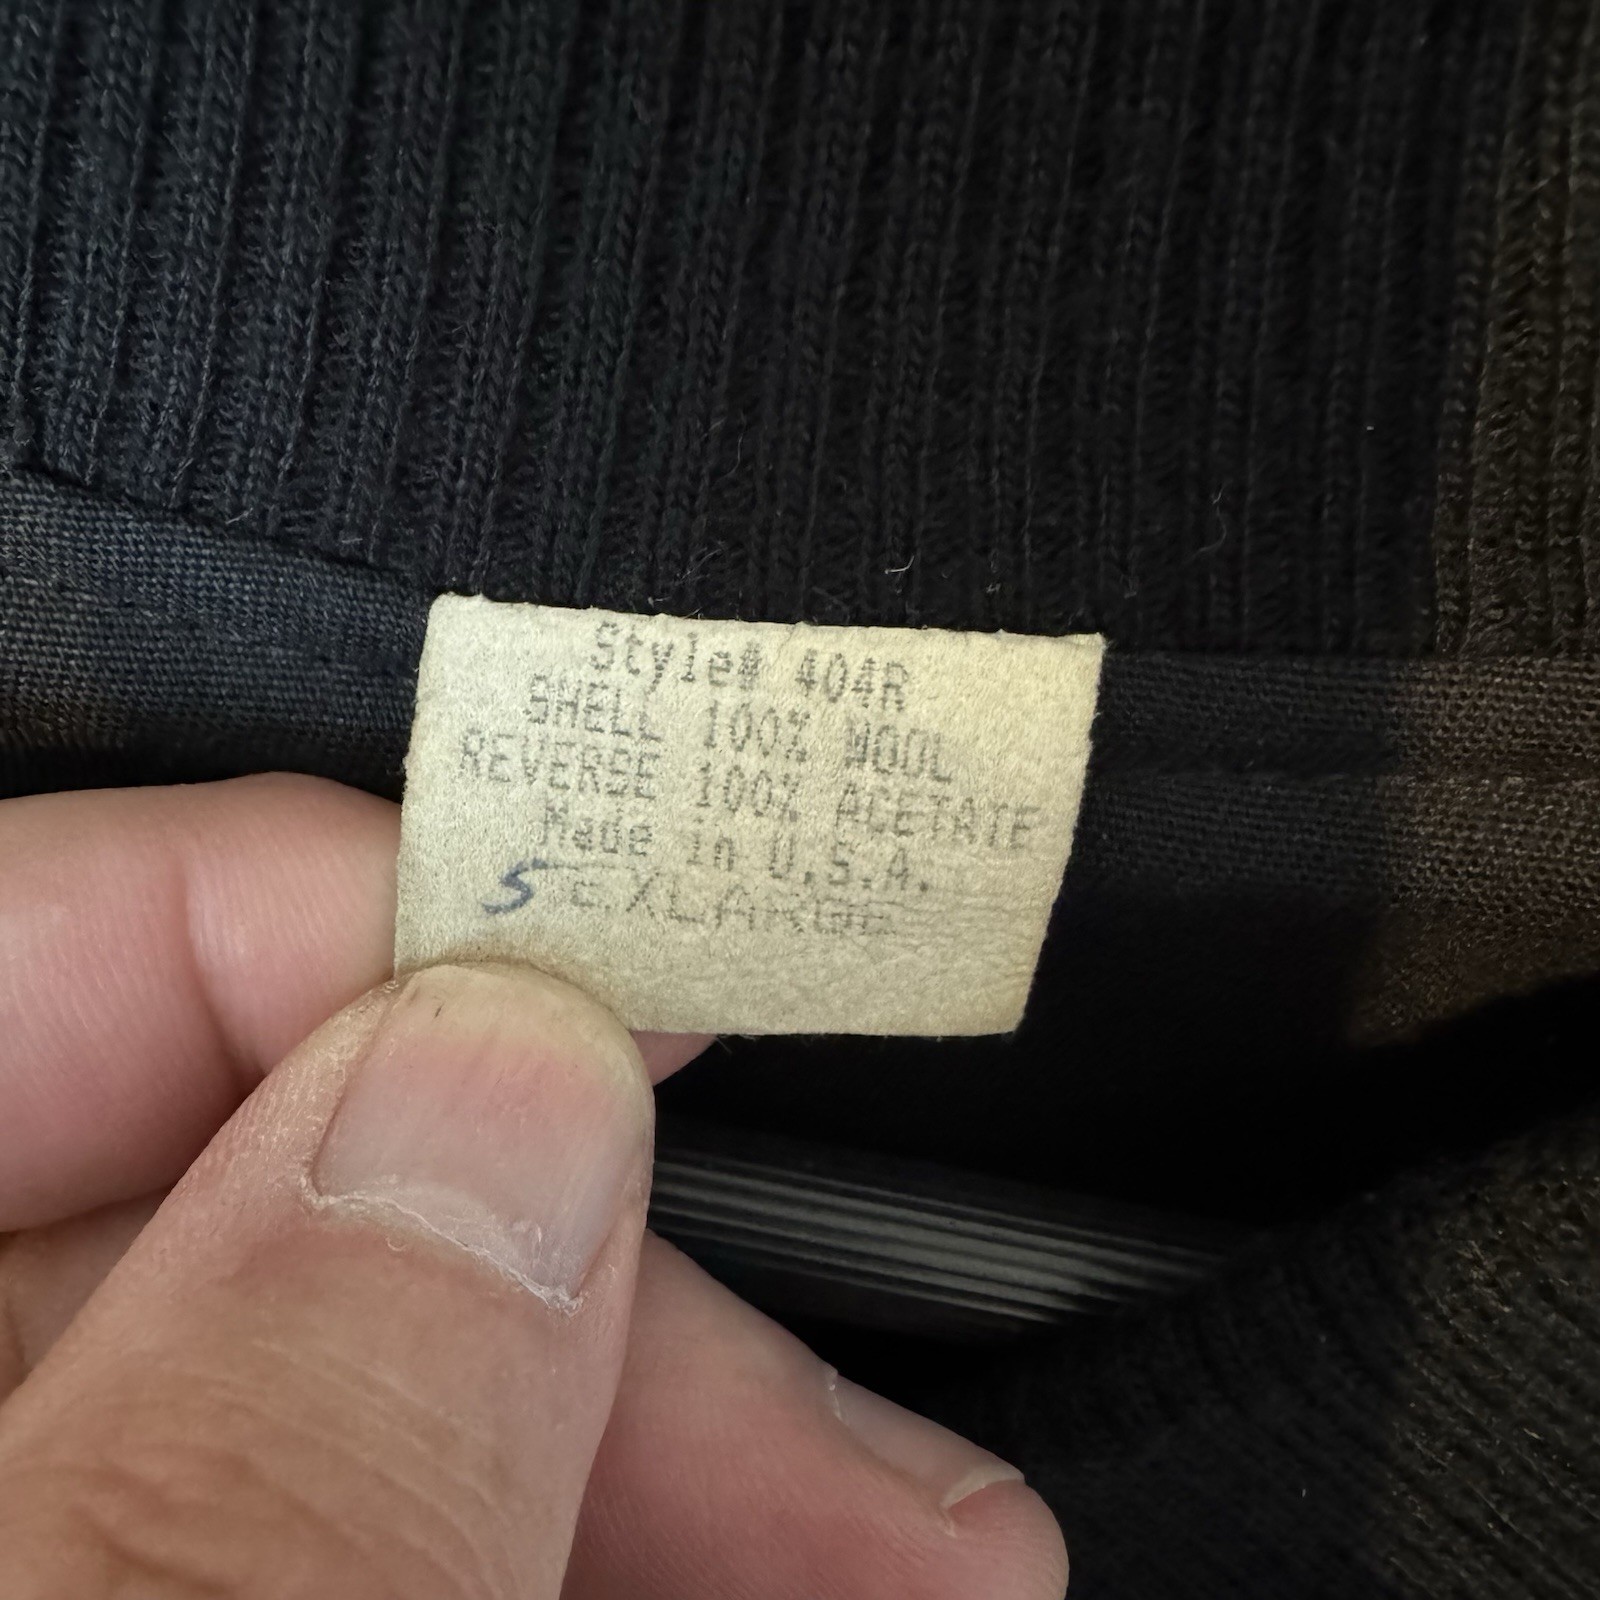 Style# 404R
SHELL 100% WOOL
REVERSE 100% ACETATE
Made in U.S.A.
5 EXLARGE